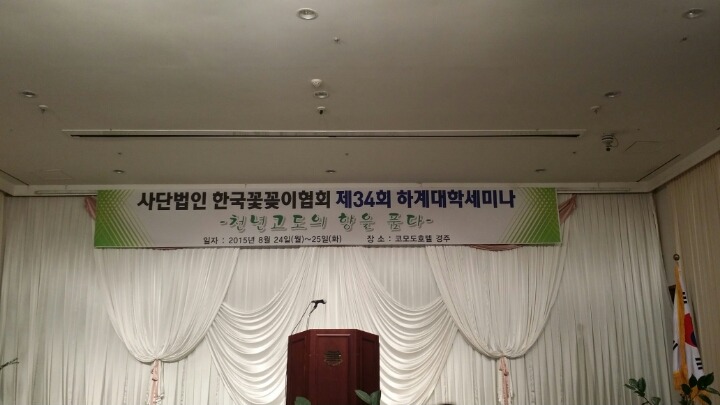 사단법인 한국꽃꽂이협회 제34회 하계대학세미나
-천년고도의 향을 품다-
일자 : 2015년 8월 24일(월)~25일(화) 장소 : 코모도호텔 경주